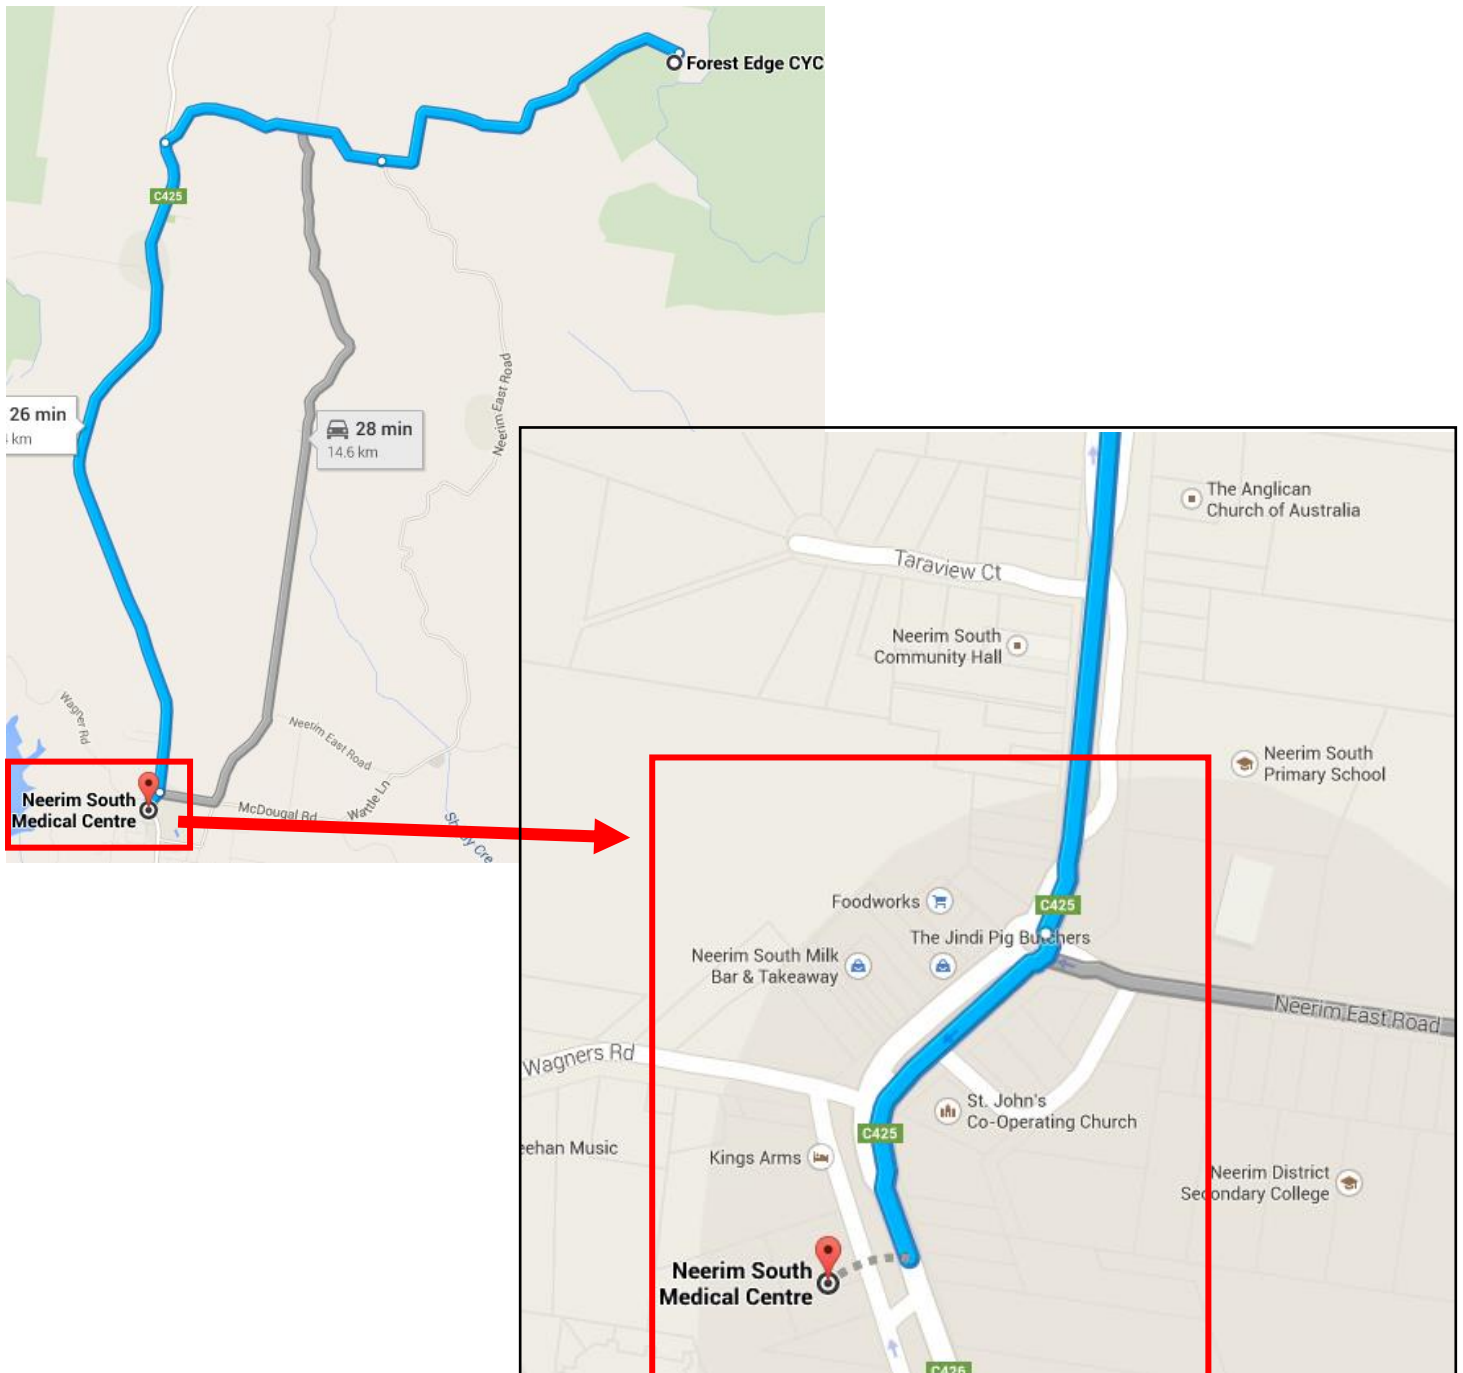 Forest Edge CYC
C425
26 min
km
28 min
14.6 km
Neerim East Road
Wagner Rd
Neerim East Road
McDougal Rd
Wattle Ln
Neerim South
Medical Centre
The Anglican
Church of Australia
Taraview Ct
Neerim South
Community Hall
Neerim South
Primary School
Foodworks
C425
The Jindi Pig Butchers
Neerim South Milk
Bar & Takeaway
Neerim East Road
Wagners Rd
St. John's
Co-Operating Church
C425
eehan Music
Kings Arms
Neerim District
Secondary College
Neerim South
Medical Centre